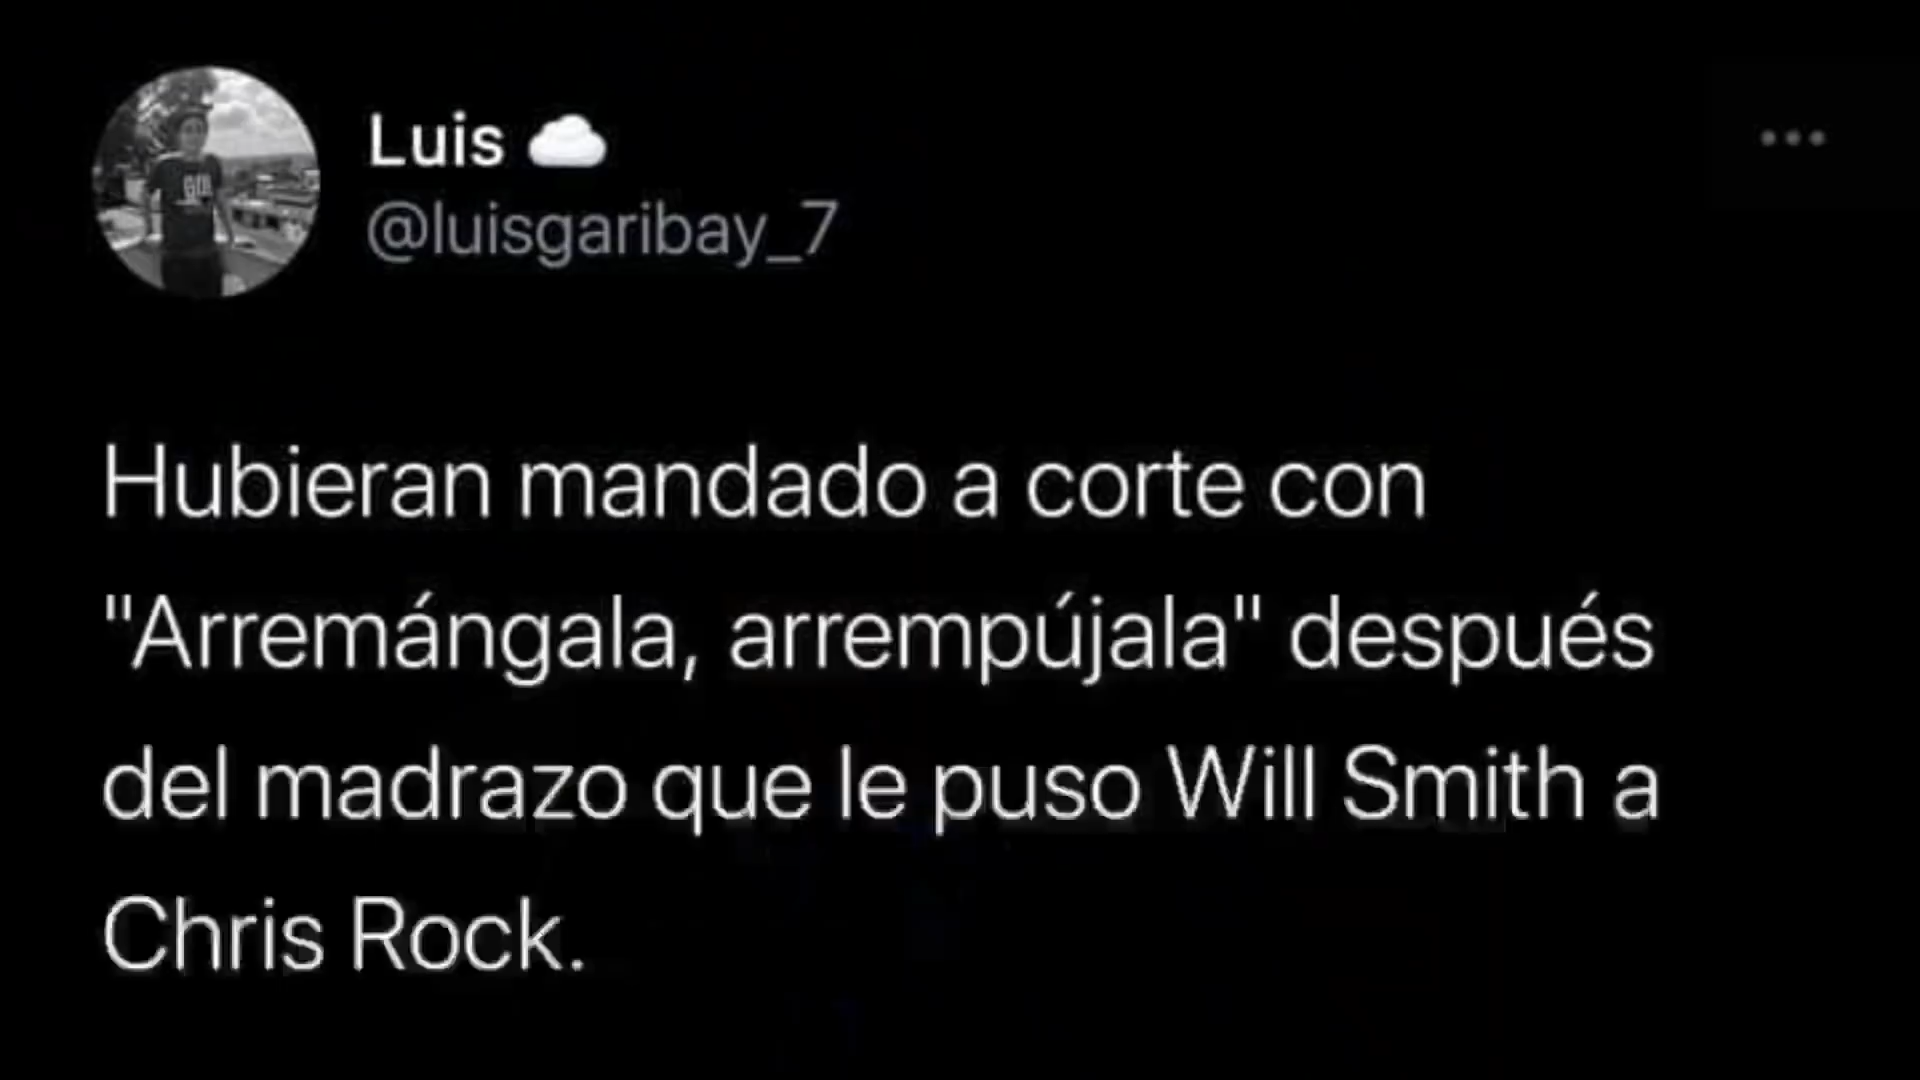 Luis ☁️
@luisgaribay_7
Hubieran mandado a corte con
"Arremángala, arrempújala" después
del madrazo que le puso Will Smith a
Chris Rock.